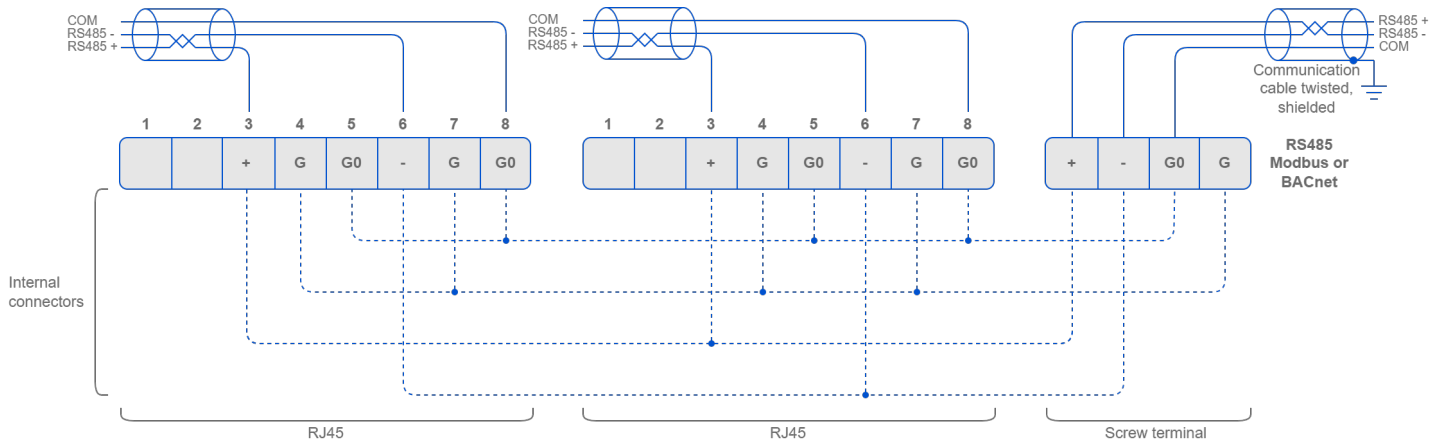 COM
RS485 -
RS485 +
COM
RS485 -
RS485 +
RS485 +
RS485 -
COM
Communication
cable twisted,
shielded
1 2 3 4 5 6 7 8
1 2 3 4 5 6 7 8
+ G G0 - G G0
+ G G0 - G G0
+ - G0 G
RS485
Modbus or
BACnet
Internal
connectors
RJ45
RJ45
Screw terminal